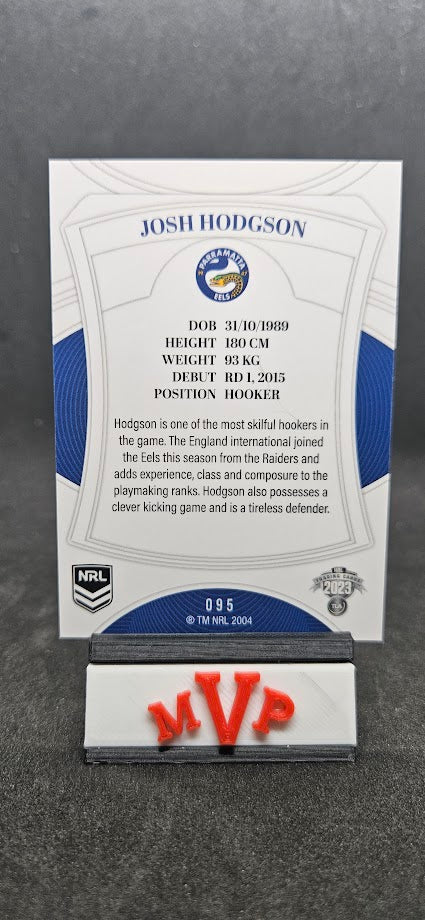 JOSH HODGSON
PARRAMATTA
EELS
DOB 31/10/1989
HEIGHT 180 CM
WEIGHT 93 KG
DEBUT RD 1, 2015
POSITION HOOKER
Hodgson is one of the most skilful hookers in
the game. The England international joined
the Eels this season from the Raiders and
adds experience, class and composure to the
playmaking ranks. Hodgson also possesses a
clever kicking game and is a tireless defender.
NRL
TRADING CARDS
2023
TLA
095
® TM NRL 2004
MVP